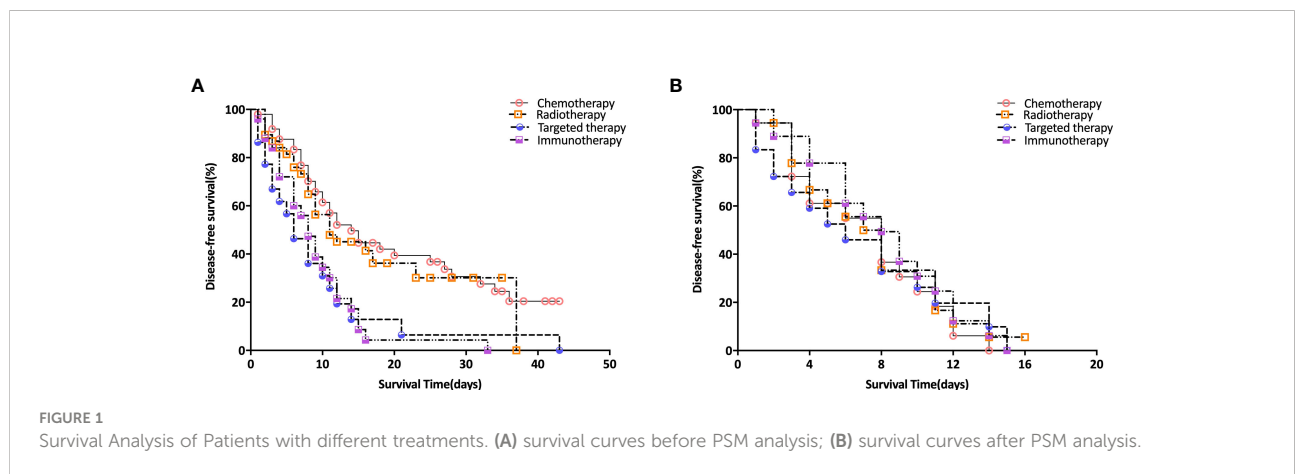 A
Chemotherapy
Radiotherapy
Targeted therapy
Immunotherapy
Disease-free survival(%)
100
80
60
40
20
0
0 10 20 30 40 50
Survival Time(days)
B
Chemotherapy
Radiotherapy
Targeted therapy
Immunotherapy
Disease-free survival(%)
100
80
60
40
20
0
0 4 8 12 16 20
Survival Time(days)
FIGURE 1
Survival Analysis of Patients with different treatments. (A) survival curves before PSM analysis; (B) survival curves after PSM analysis.